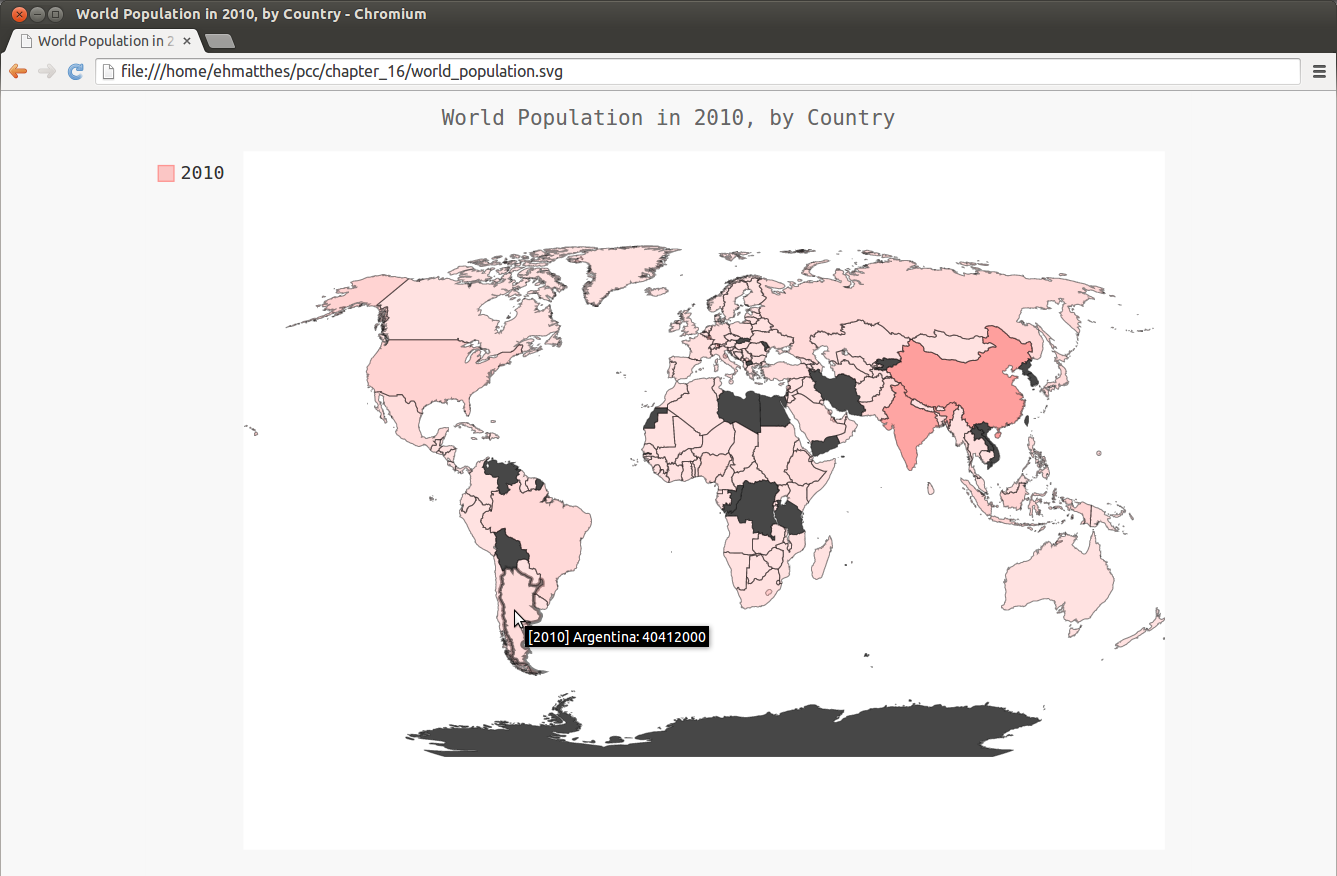 World Population in 2010, by Country - Chromium
World Population in 2
file:///home/ehmatthes/pcc/chapter_16/world_population.svg
World Population in 2010, by Country
2010
[2010] Argentina: 40412000